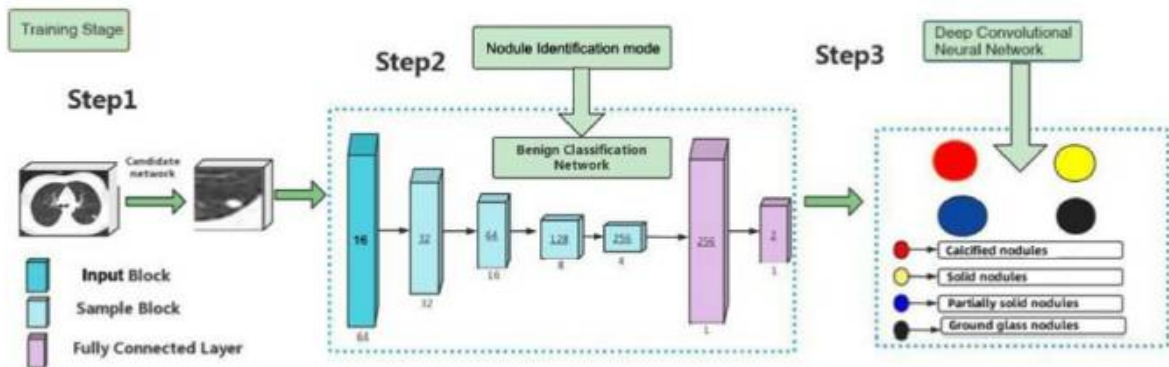 Training Stage
Step1
Candidate
network
Input Block
Sample Block
Fully Connected Layer
Step2
Nodule Identification mode
Benign Classification
Network
16
64
32
32
64
16
128
8
256
4
256
1
2
1
Step3
Deep Convolutional
Neural Network
Calcified nodules
Solid nodules
Partially solid nodules
Ground glass nodules